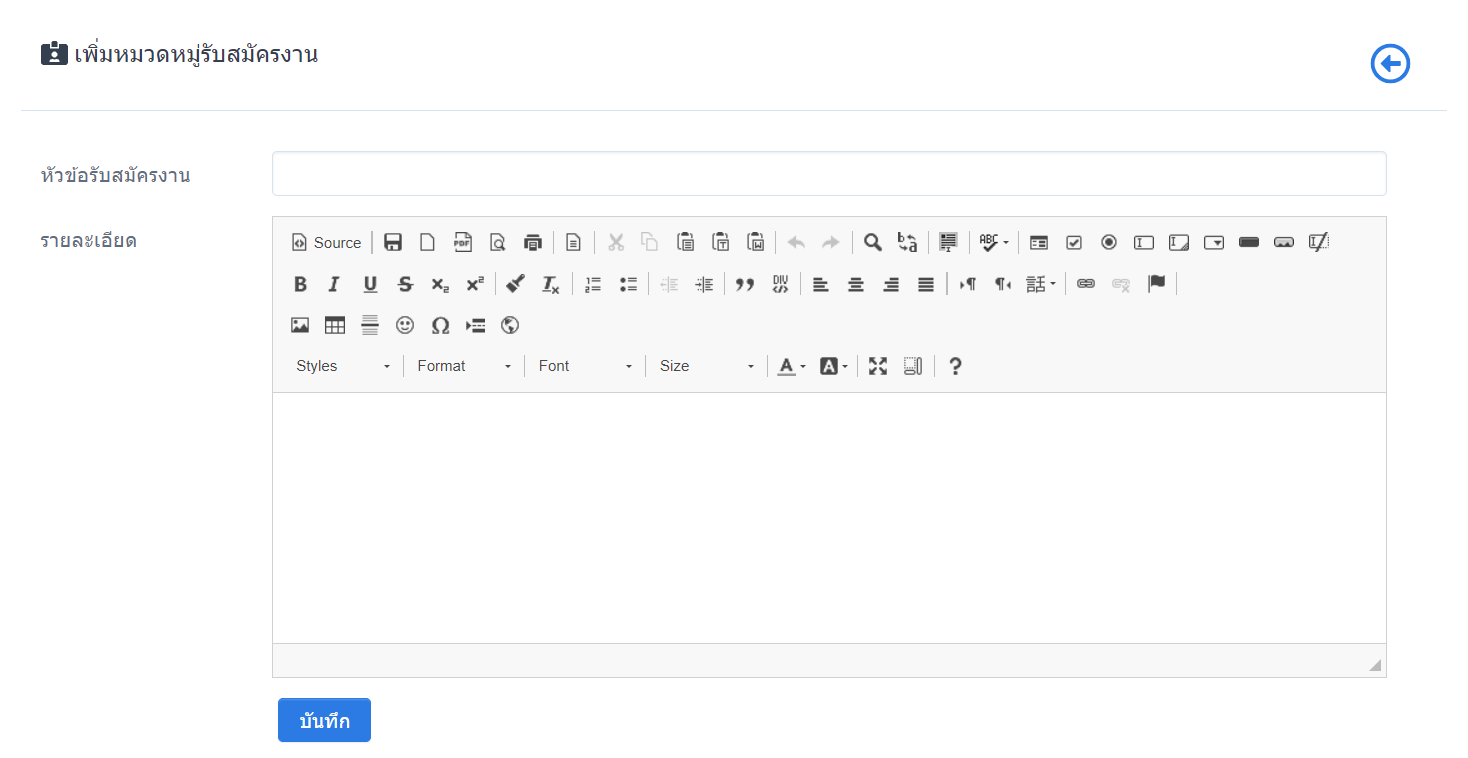 เพิ่มหมวดหมู่รับสมัครงาน
หัวข้อรับสมัครงาน
รายละเอียด
Source
Styles Format Font Size
บันทึก